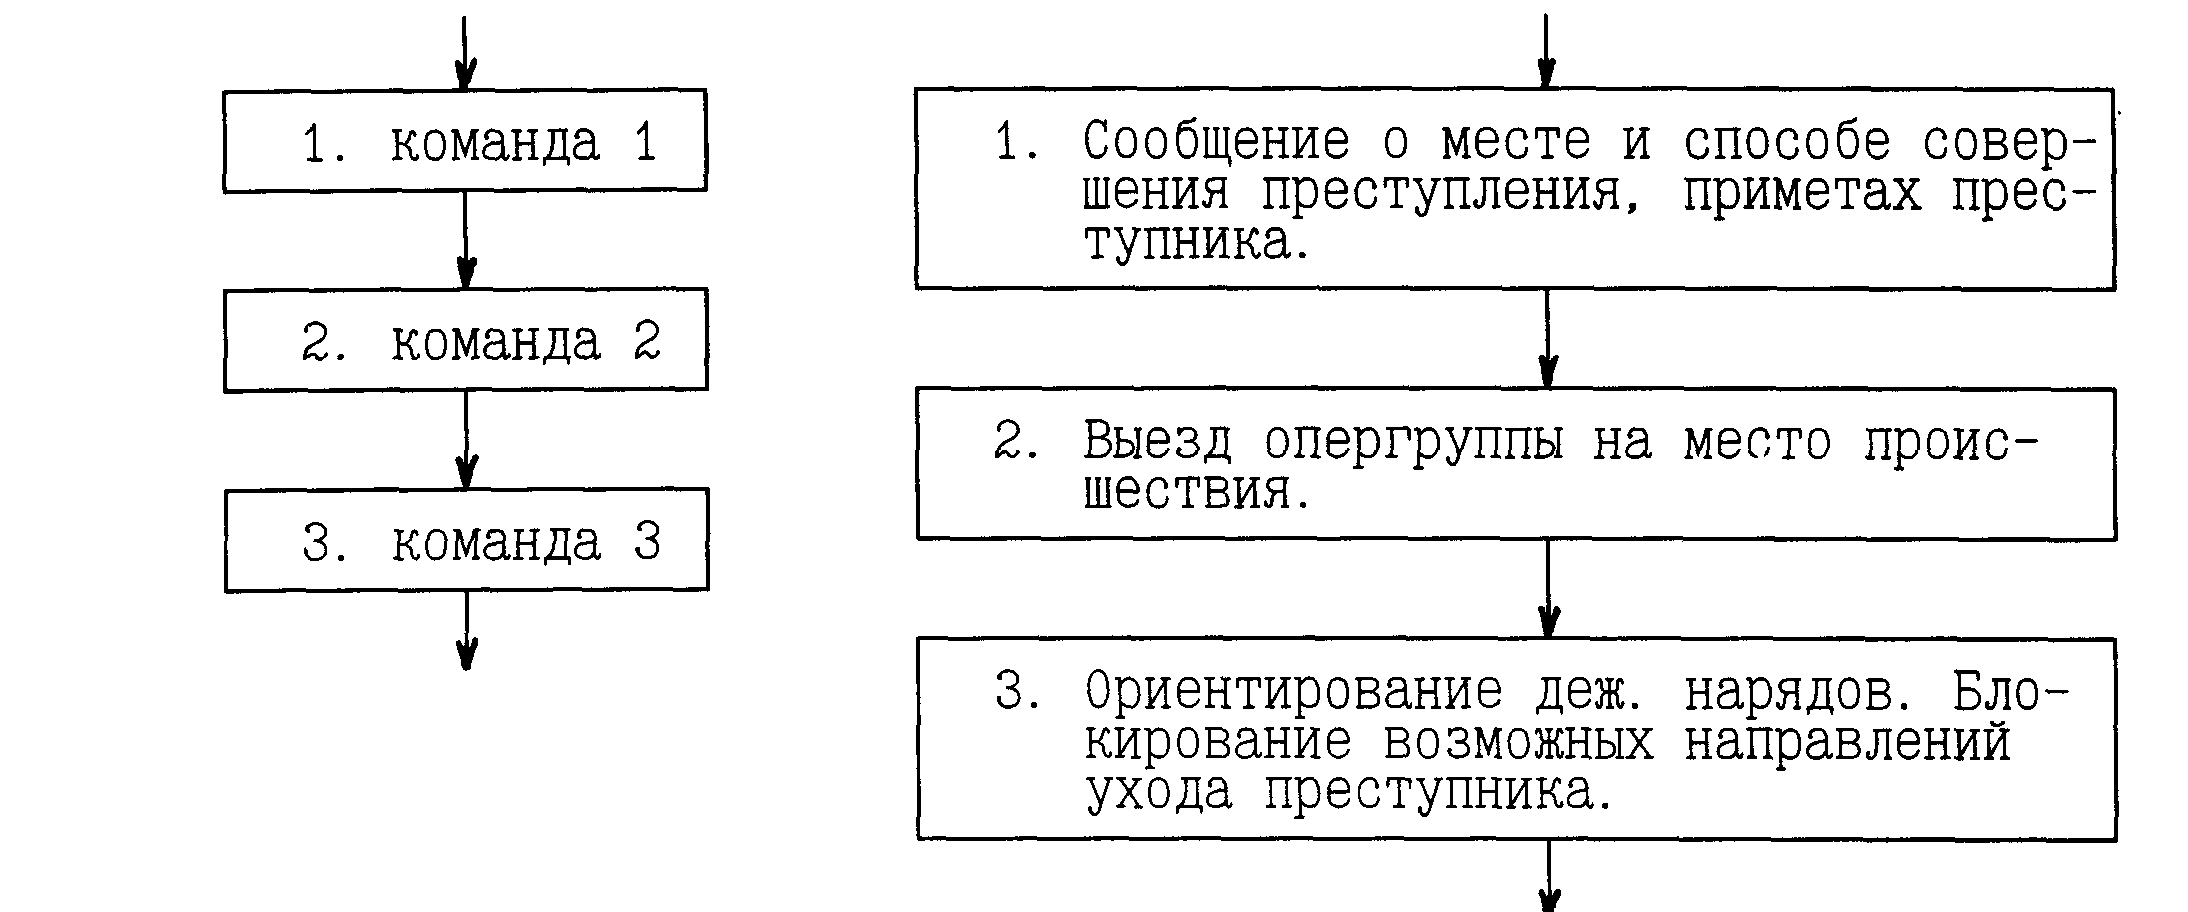 1. команда 1
2. команда 2
3. команда 3
1. Сообщение о месте и способе совер-
шения преступления, приметах прес-
тупника.
2. Выезд опергруппы на место проис-
шествия.
3. Ориентирование деж. нарядов. Бло-
кирование возможных направлений
ухода преступника.